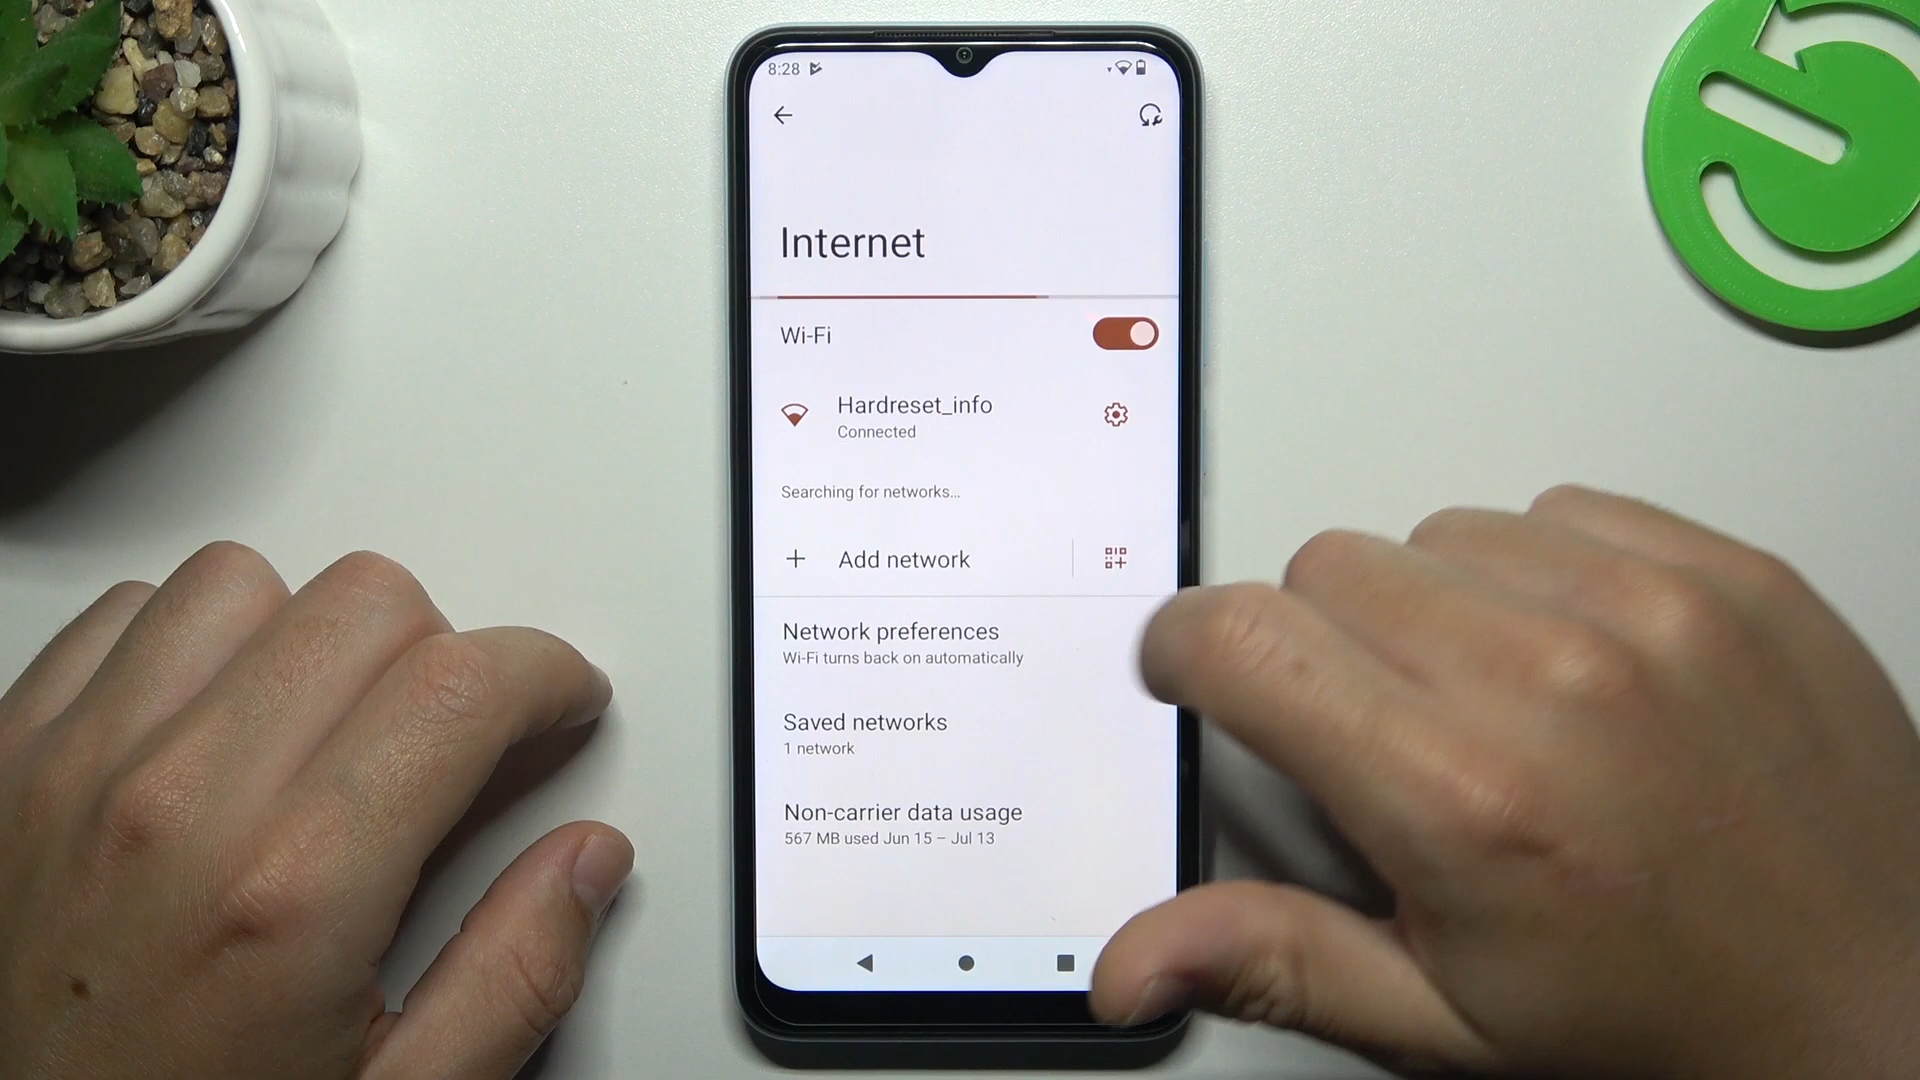 8:28
Internet
Wi-Fi
Hardreset_info
Connected
Searching for networks…
Add network
Network preferences
Wi-Fi turns back on automatically
Saved networks
1 network
Non-carrier data usage
567 MB used Jun 15 – Jul 13